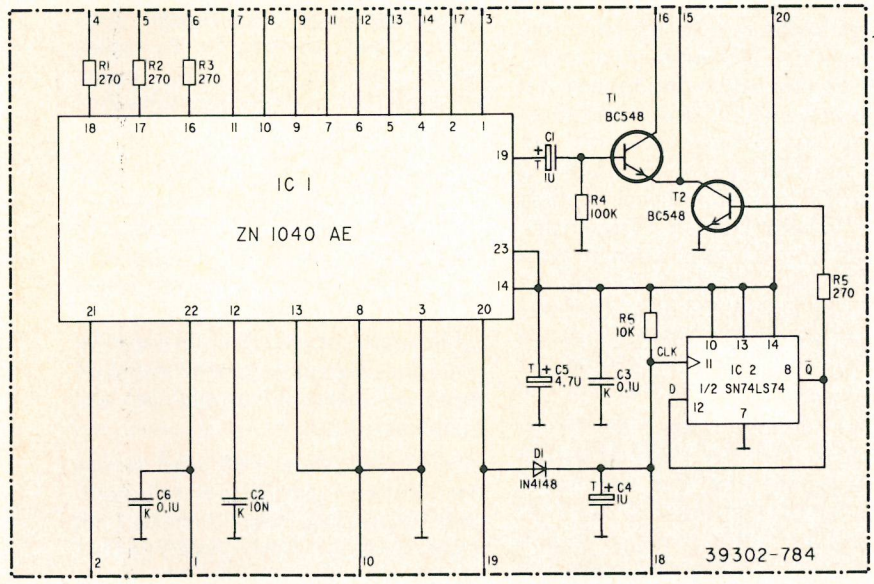 4 5 6 7 8 9 11 12 13 14 17 3 16 15 20
R1 270
R2 270
R3 270
18 17 16 11 10 9 7 6 5 4 2 1
T1
BC548
19
+ C1
T 1U
R4
100K
T2
BC548
IC 1
ZN 1040 AE
23
14
R5
270
21 22 12 13 8 3 20
R6
10K
CLK
10 13 14
11
IC 2
1/2 SN74LS74
8 Q̅
D
12
7
T + C5
4,7U
C3
0,1U
K
C6
0,1U
K
C2
10N
K
D1
1N4148
T + C4
1U
39302-784
2 1 10 19 18